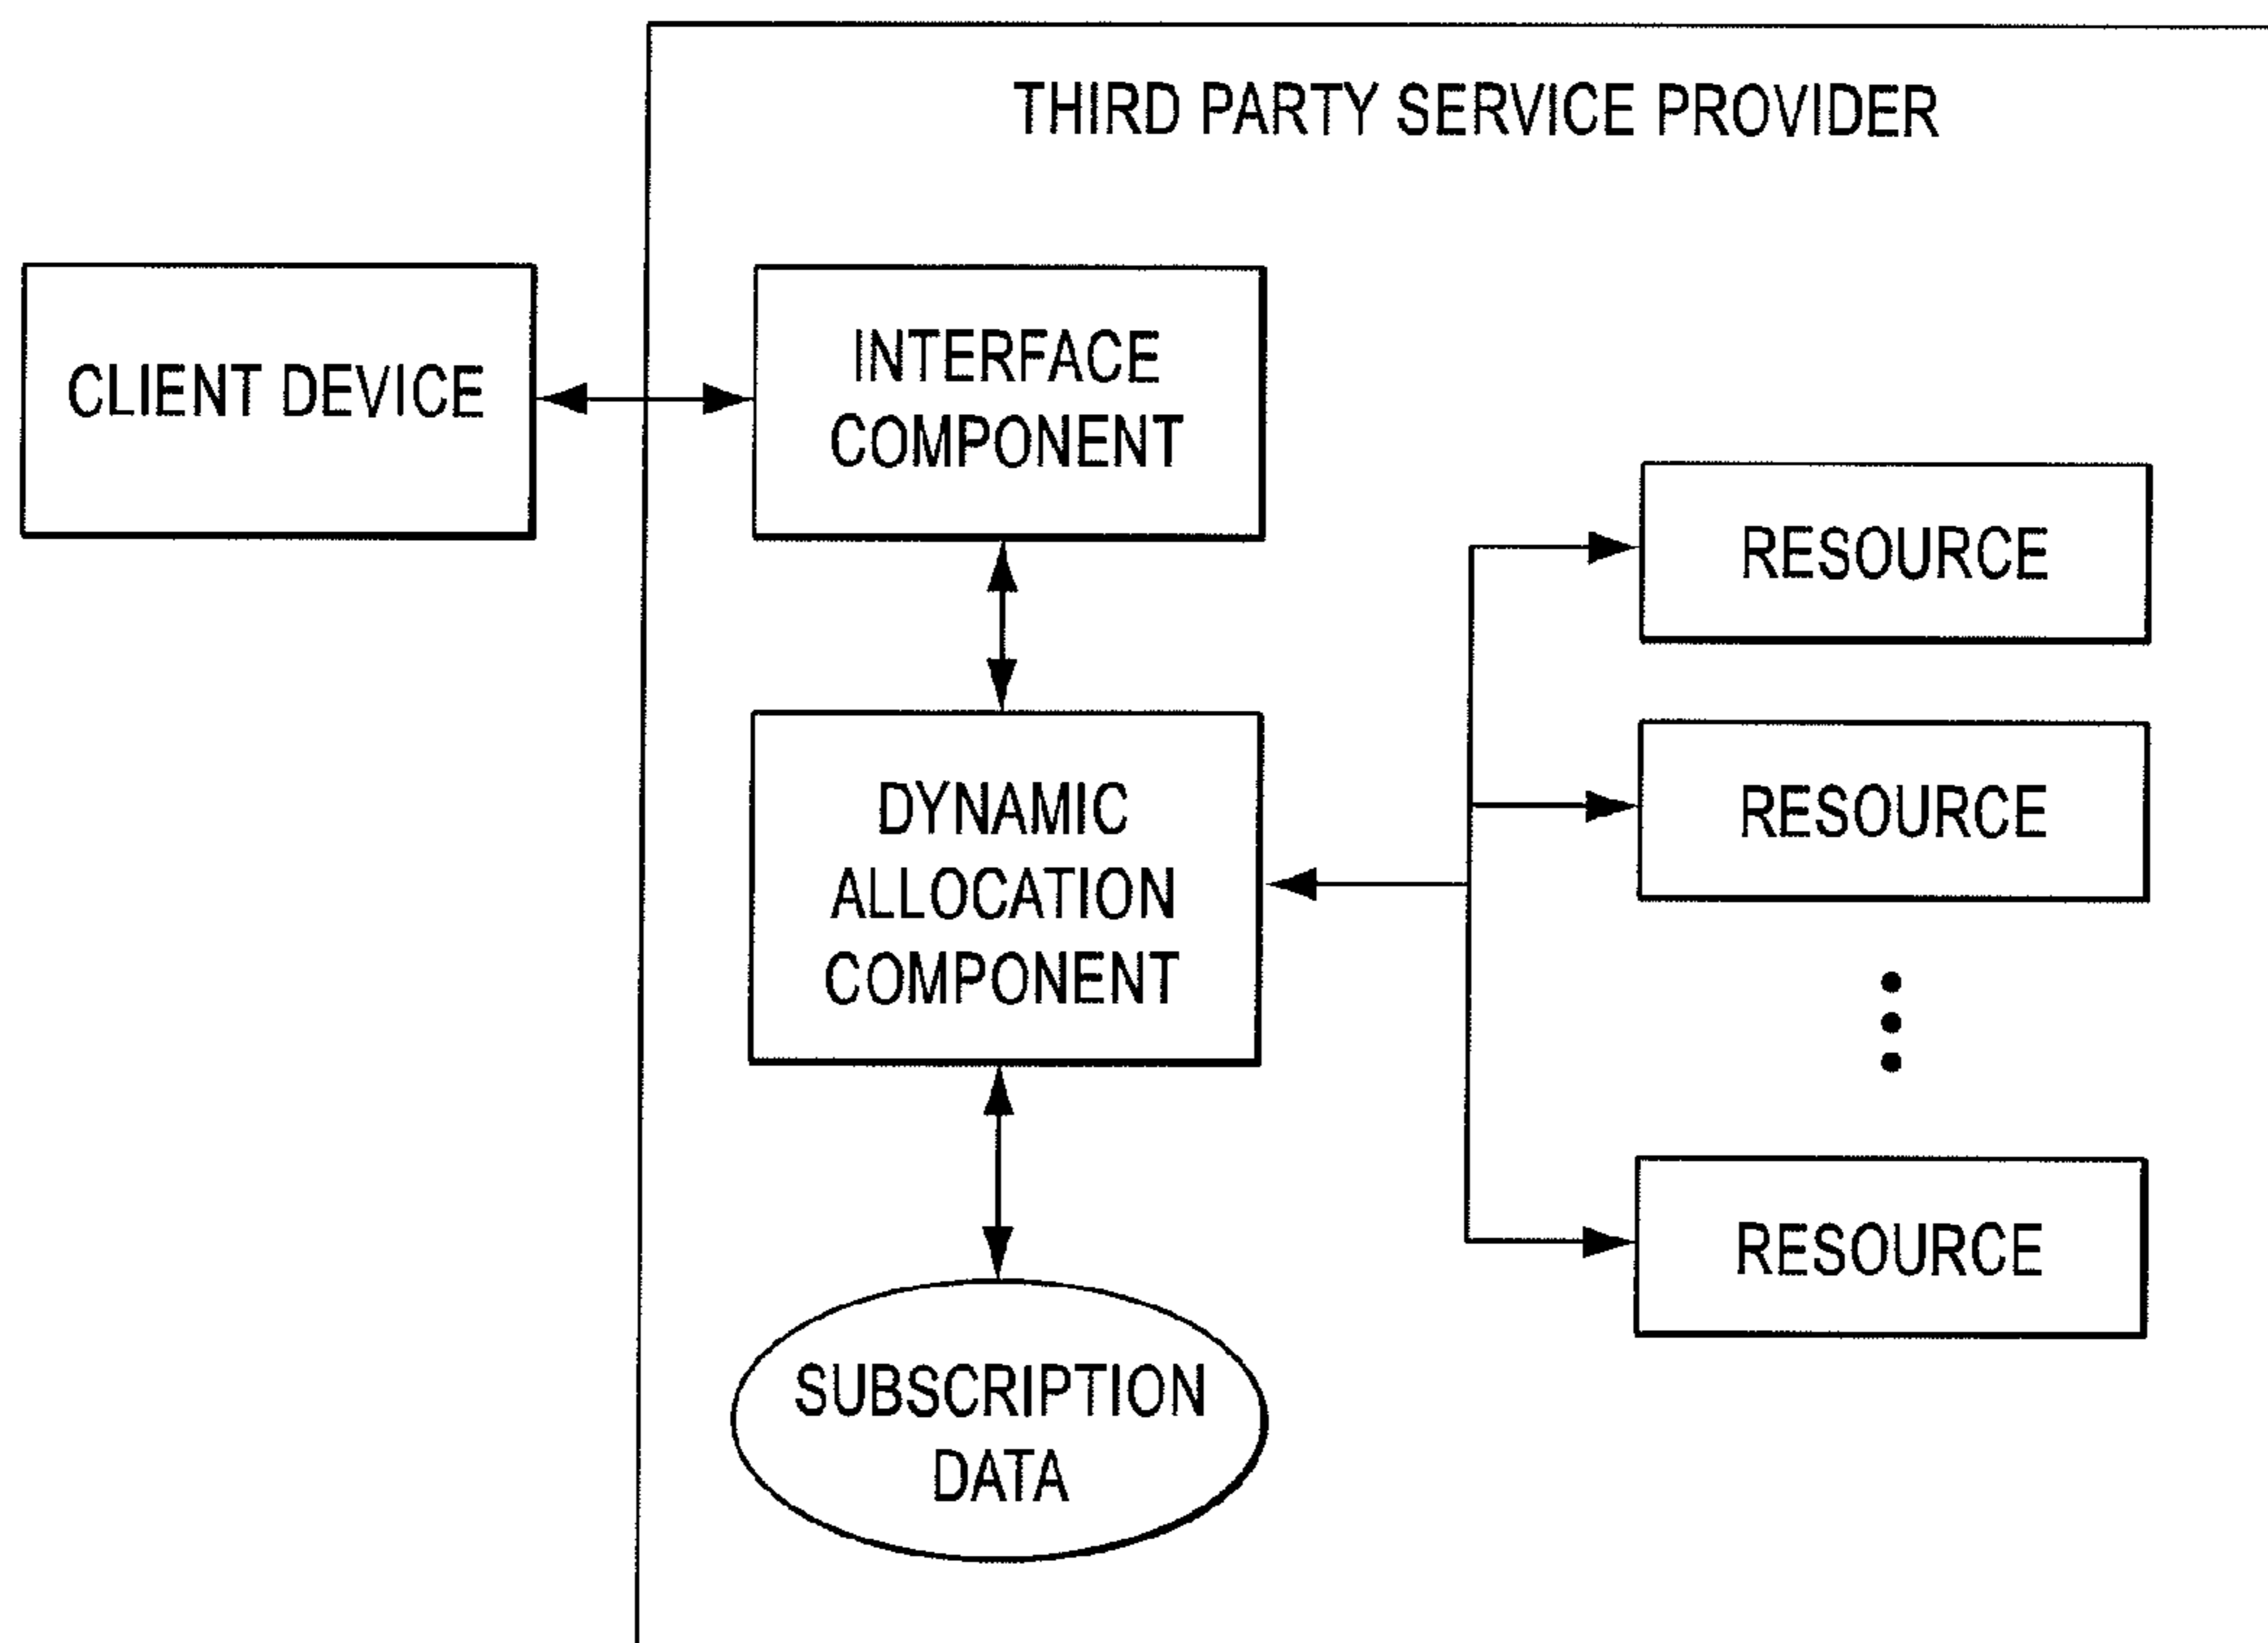 THIRD PARTY SERVICE PROVIDER
CLIENT DEVICE
INTERFACE
COMPONENT
RESOURCE
DYNAMIC
ALLOCATION
COMPONENT
RESOURCE
RESOURCE
SUBSCRIPTION
DATA